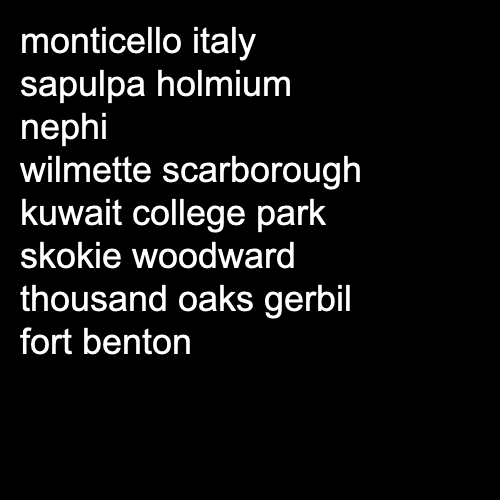 monticello italy
sapulpa holmium
nephi
wilmette scarborough
kuwait college park
skokie woodward
thousand oaks gerbil
fort benton